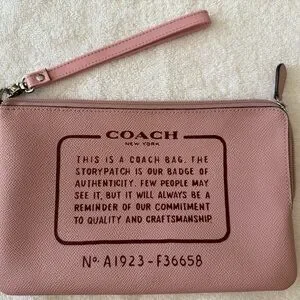 COACH
NEW YORK
THIS IS A COACH BAG. THE
STORYPATCH IS OUR BADGE OF
AUTHENTICITY. FEW PEOPLE MAY
SEE IT, BUT IT WILL ALWAYS BE A
REMINDER OF OUR COMMITMENT
TO QUALITY AND CRAFTSMANSHIP.
Nº. A1923-F36658